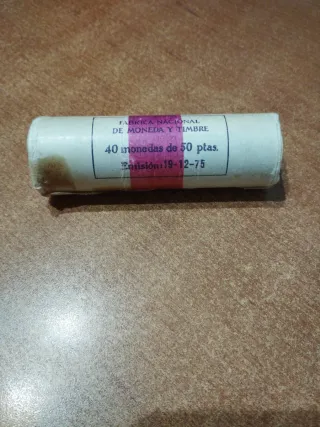 FABRICA NACIONAL
DE MONEDA Y TIMBRE
40 monedas de 50 ptas.
Emisión: 19-12-75